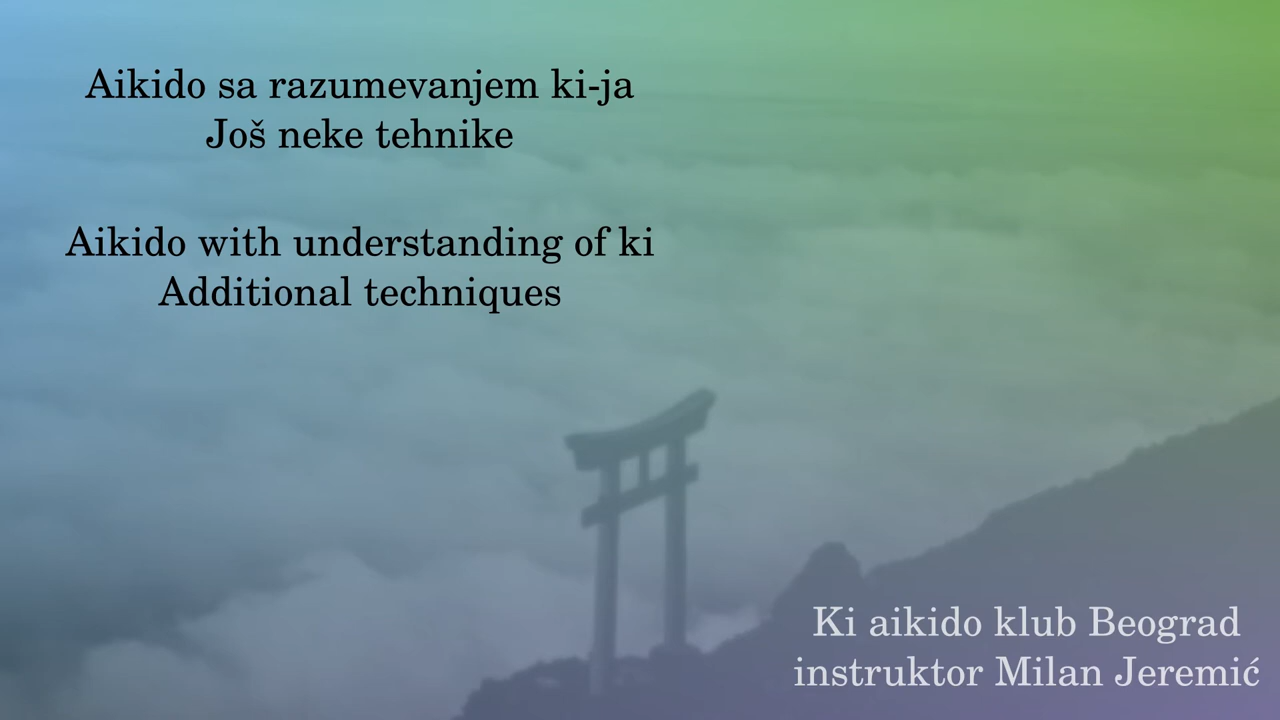 Aikido sa razumevanjem ki-ja
Još neke tehnike
Aikido with understanding of ki
Additional techniques
Ki aikido klub Beograd
instruktor Milan Jeremić